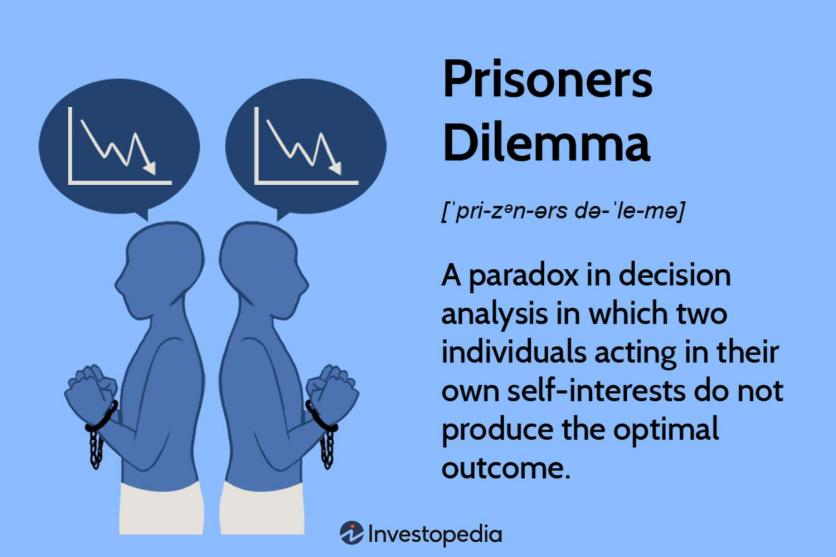 Prisoners
Dilemma
[ˈpri-zᵊn-ərs də-ˈle-mə]
A paradox in decision
analysis in which two
individuals acting in their
own self-interests do not
produce the optimal
outcome.
Investopedia